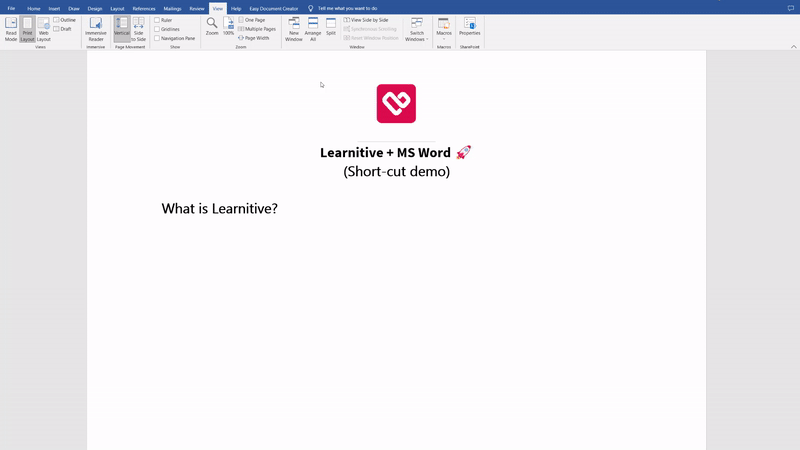 File Home Insert Draw Design Layout References Mailings Review View Help Easy Document Creator Tell me what you want to do
Read Mode
Print Layout
Web Layout
Outline
Draft
Views
Immersive Reader
Immersive
Vertical
Side to Side
Page Movement
Ruler
Gridlines
Navigation Pane
Show
Zoom
100%
One Page
Multiple Pages
Page Width
Zoom
New Window
Arrange All
Split
View Side by Side
Synchronous Scrolling
Reset Window Position
Window
Switch Windows
Macros
Macros
Properties
SharePoint
Learnitive + MS Word 🚀
(Short-cut demo)
What is Learnitive?